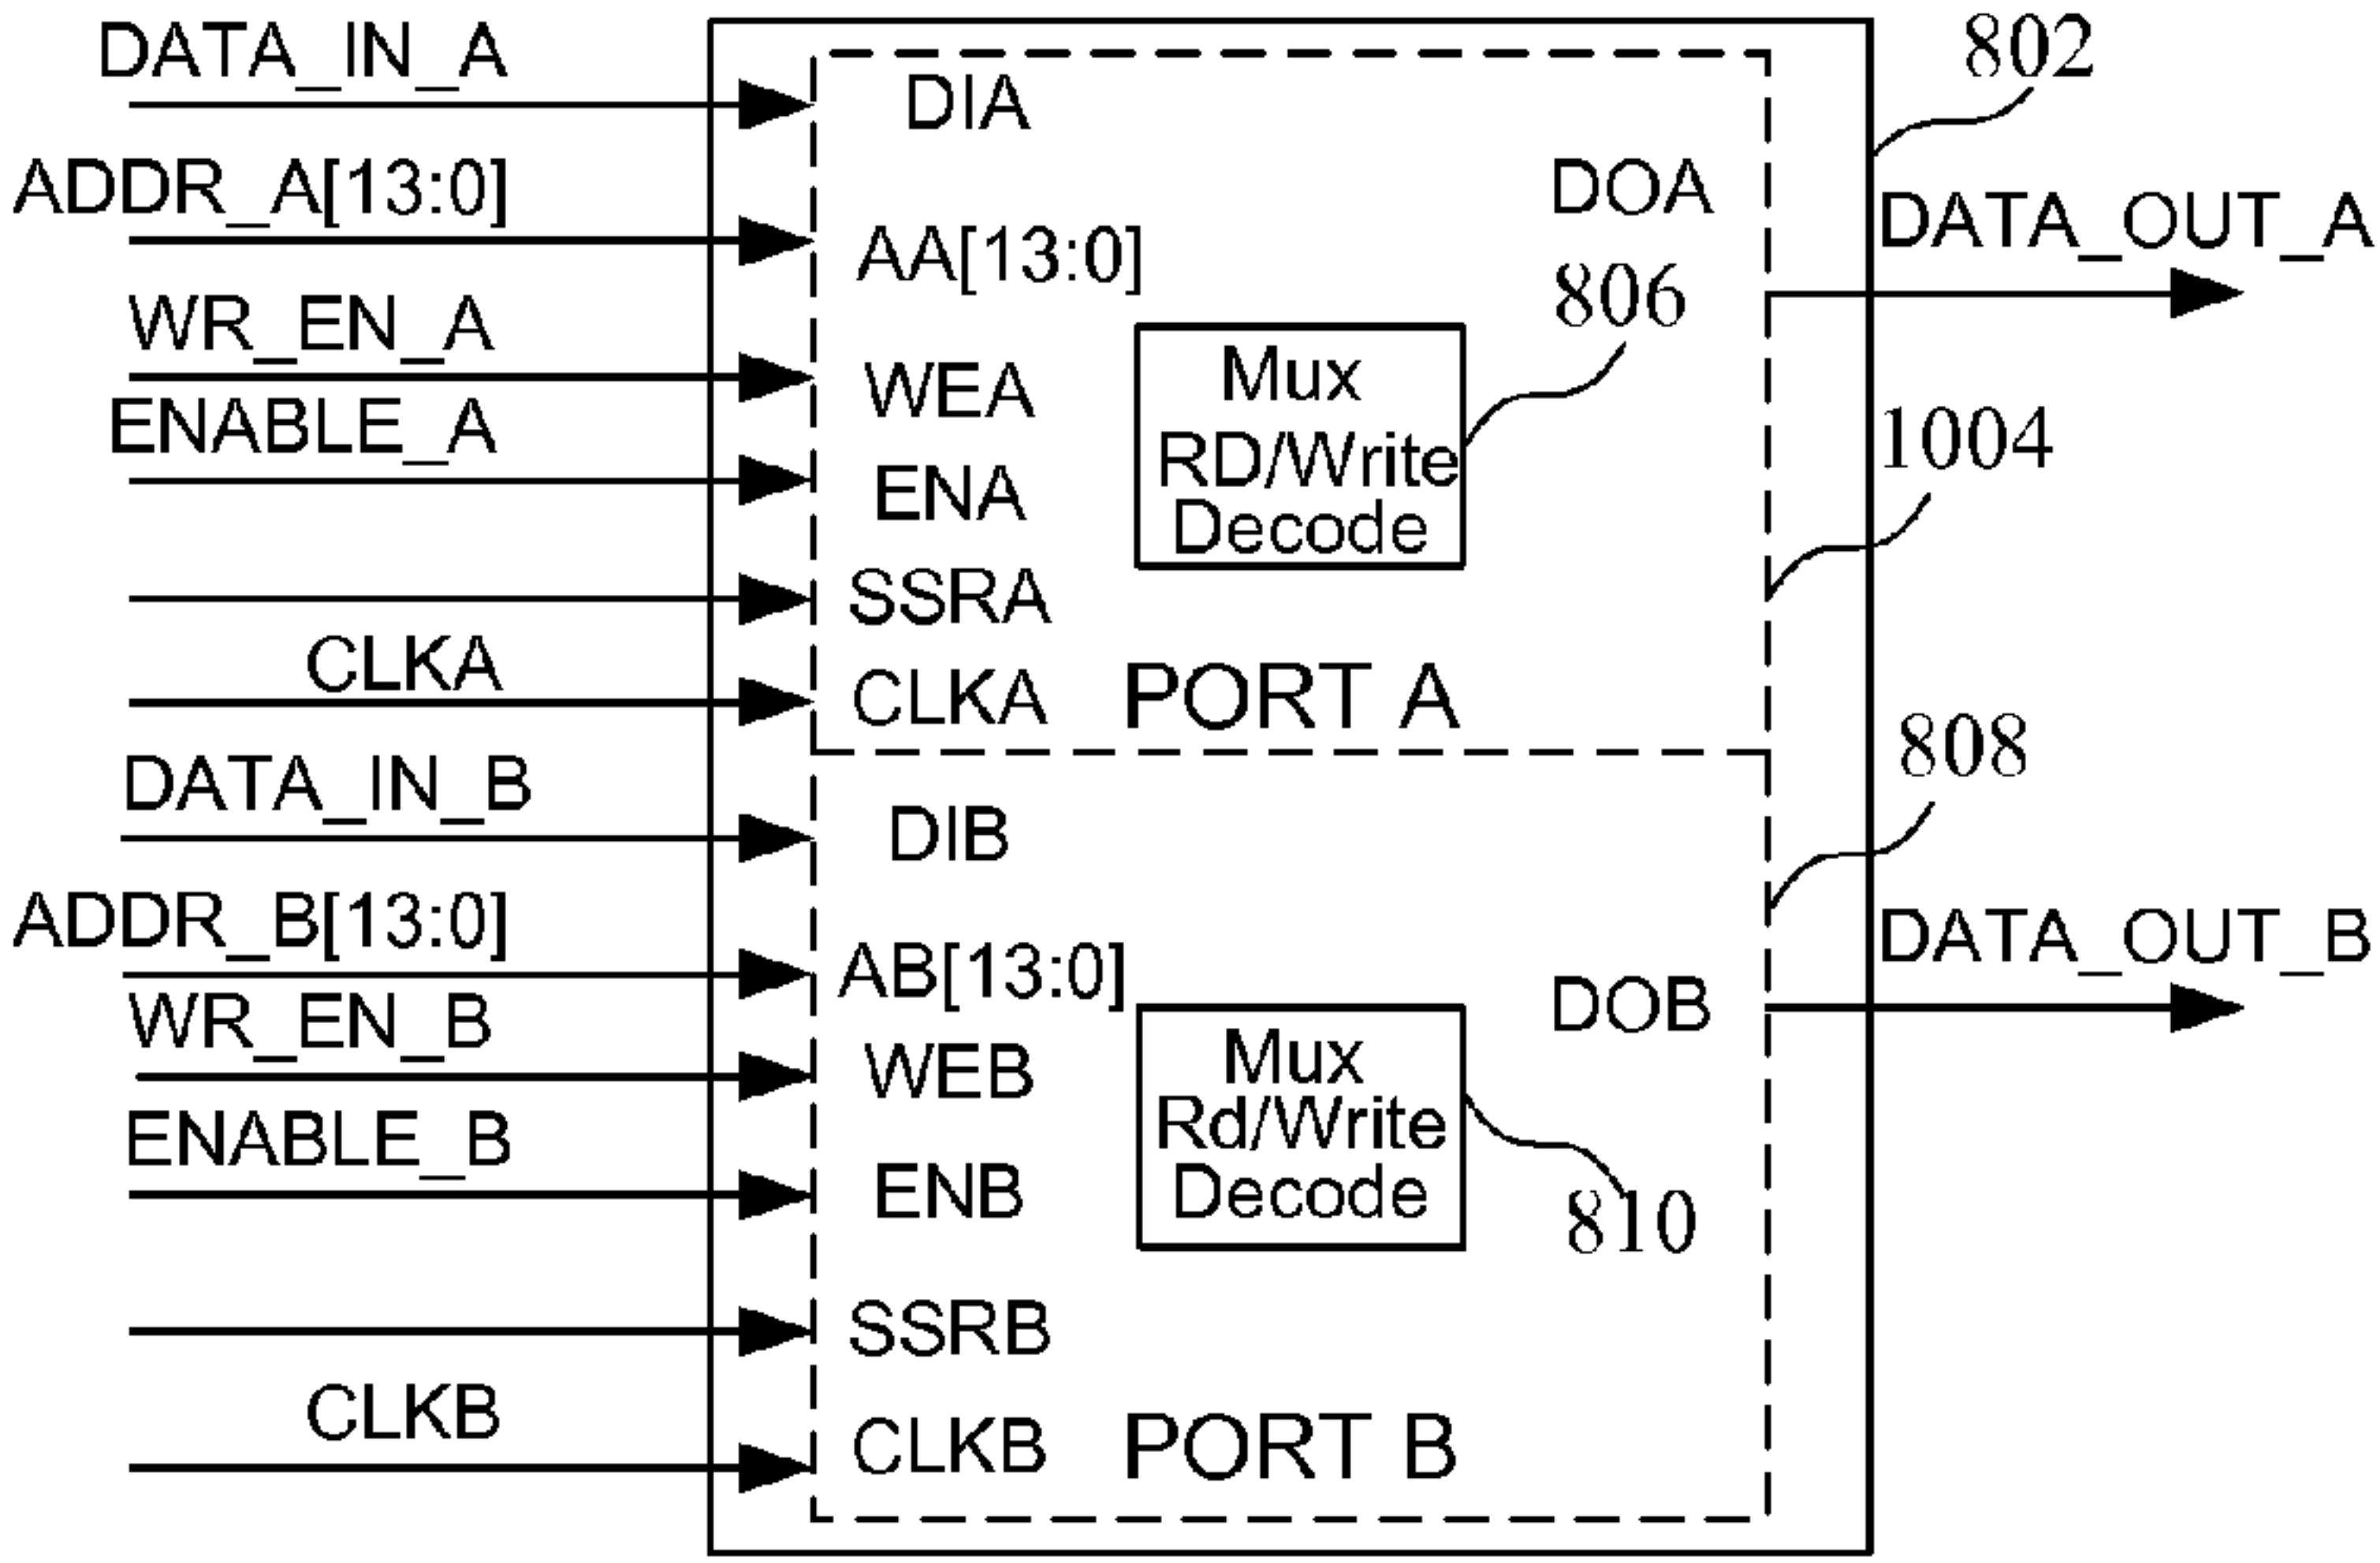 DATA_IN_A
802
DIA
ADDR_A[13:0]
DOA
DATA_OUT_A
AA[13:0]
806
WR_EN_A
Mux
RD/Write
Decode
WEA
ENABLE_A
1004
ENA
SSRA
CLKA
CLKA
PORT A
808
DATA_IN_B
DIB
ADDR_B[13:0]
DATA_OUT_B
AB[13:0]
DOB
WR_EN_B
Mux
Rd/Write
Decode
WEB
ENABLE_B
ENB
810
SSRB
CLKB
CLKB
PORT B